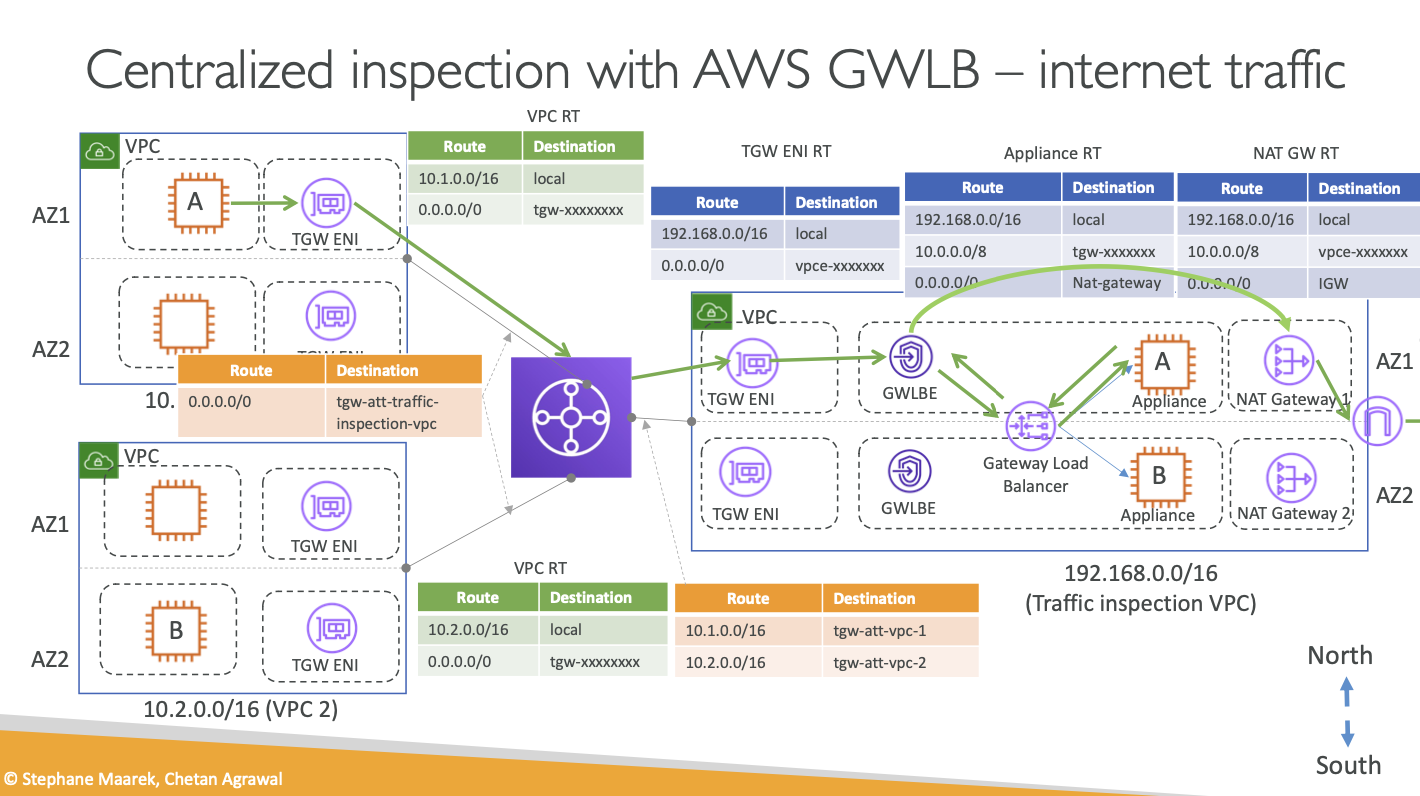 Centralized inspection with AWS GWLB – internet traffic
VPC RT
Route Destination
10.1.0.0/16 local
0.0.0.0/0 tgw-xxxxxxxx
TGW ENI RT
Route Destination
192.168.0.0/16 local
0.0.0.0/0 vpce-xxxxxxx
Appliance RT
Route Destination
192.168.0.0/16 local
10.0.0.0/8 tgw-xxxxxxx
0.0.0.0/0 Nat-gateway
NAT GW RT
Route Destination
192.168.0.0/16 local
10.0.0.0/8 vpce-xxxxxxx
0.0.0.0/0 IGW
VPC
AZ1
A
TGW ENI
AZ2
TGW ENI
10.
Route Destination
0.0.0.0/0 tgw-att-traffic-
inspection-vpc
VPC
AZ1
TGW ENI
AZ2
B
TGW ENI
10.2.0.0/16 (VPC 2)
VPC RT
Route Destination
10.2.0.0/16 local
0.0.0.0/0 tgw-xxxxxxxx
Route Destination
10.1.0.0/16 tgw-att-vpc-1
10.2.0.0/16 tgw-att-vpc-2
VPC
TGW ENI
GWLBE
A
Appliance
NAT Gateway 1
AZ1
Gateway Load
Balancer
TGW ENI
GWLBE
B
Appliance
NAT Gateway 2
AZ2
192.168.0.0/16
(Traffic inspection VPC)
North
South
© Stephane Maarek, Chetan Agrawal